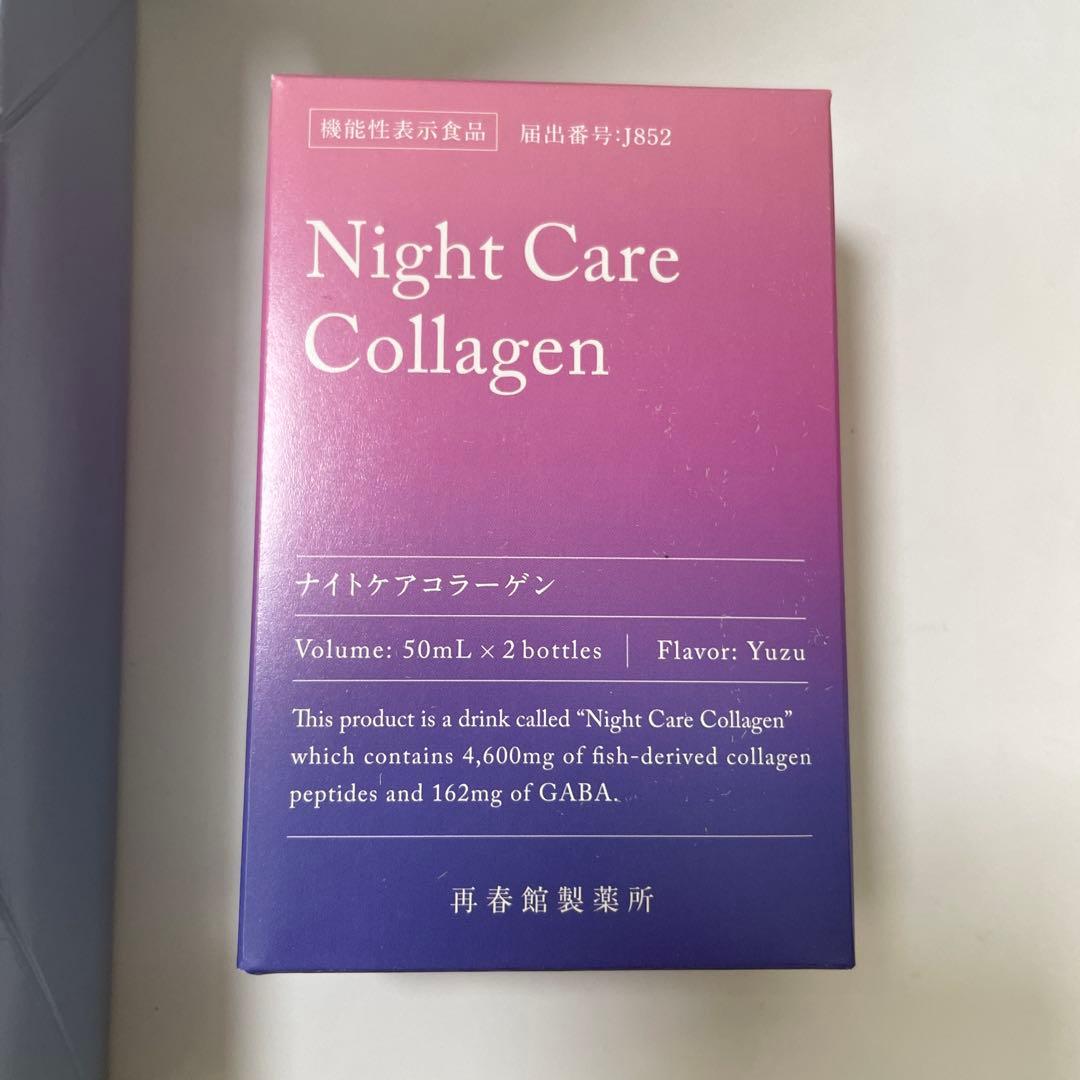 機能性表示食品 届出番号:J852
Night Care
Collagen
ナイトケアコラーゲン
Volume: 50mL × 2 bottles | Flavor: Yuzu
This product is a drink called “Night Care Collagen”
which contains 4,600mg of fish-derived collagen
peptides and 162mg of GABA.
再春館製薬所